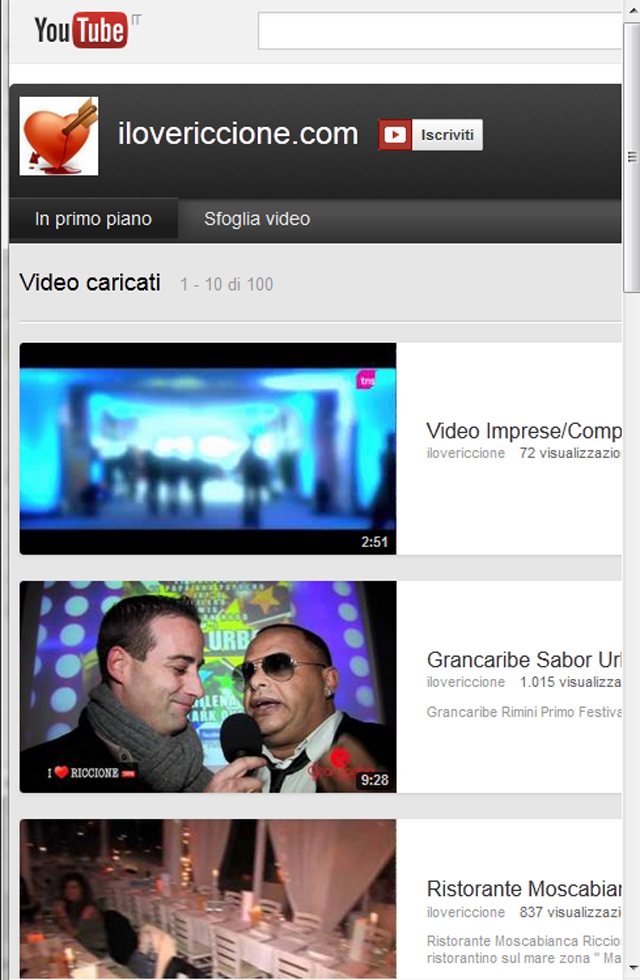 YouTube IT
ilovericcione.com
Iscriviti
In primo piano
Sfoglia video
Video caricati 1 - 10 di 100
tns
2:51
Video Imprese/Comp
ilovericcione 72 visualizzazio
URB
I RICCIONE
9:28
Grancaribe Sabor Ur
ilovericcione 1.015 visualizza
Grancaribe Rimini Primo Festiva
Ristorante Moscabiar
ilovericcione 837 visualizzazi
Ristorante Moscabianca Riccio
ristorantino sul mare zona " Ma